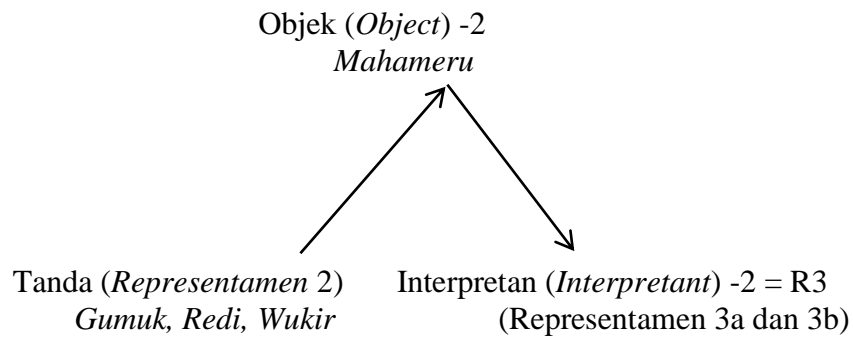 Objek (Object) -2
Mahameru
Tanda (Representamen 2)
Gumuk, Redi, Wukir
Interpretan (Interpretant) -2 = R3
(Representamen 3a dan 3b)